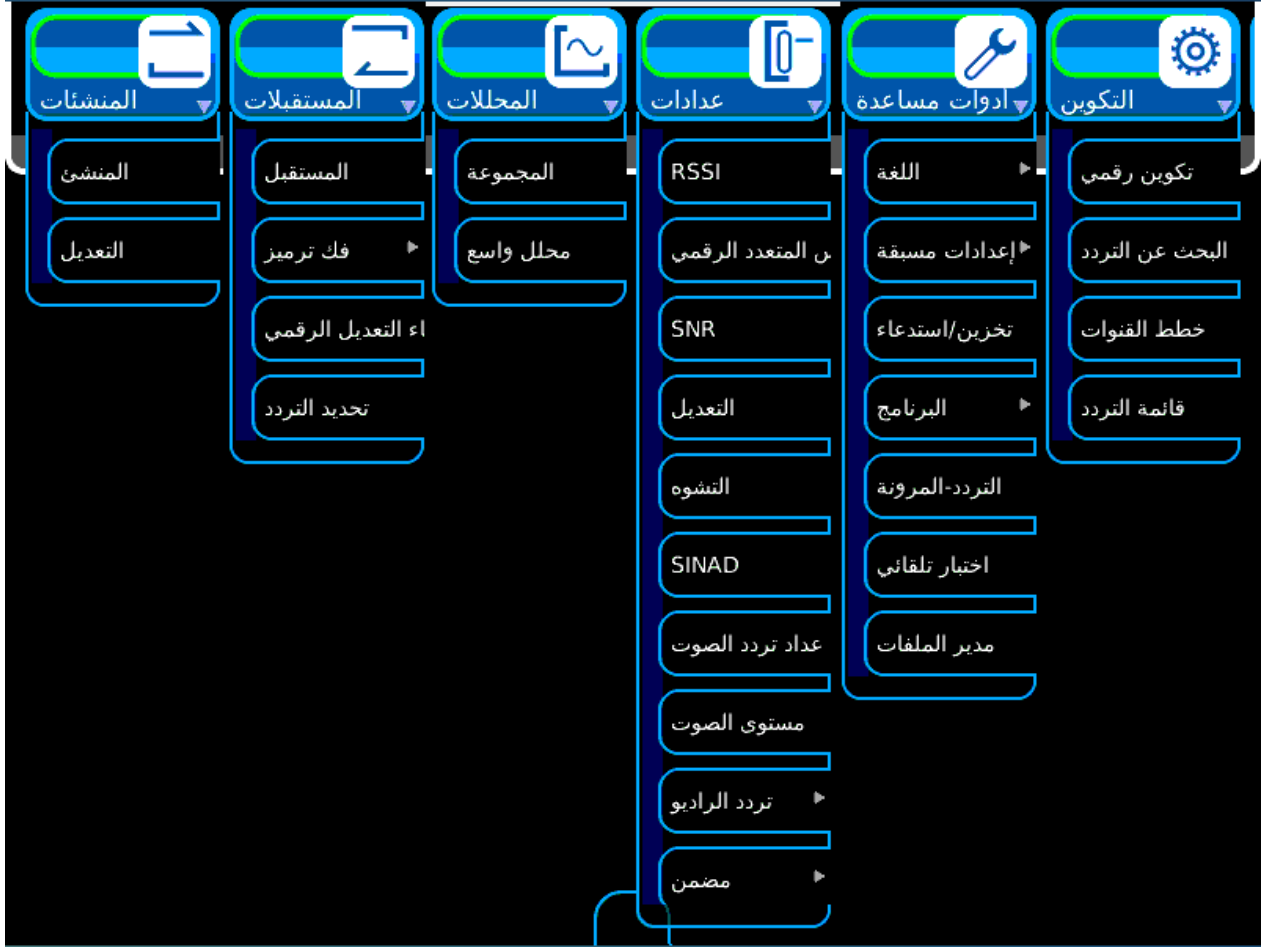 المنشئات
المنشئ
التعديل
المستقبلات
المستقبل
فك ترميز
التعديل الرقمي
تحديد التردد
المحللات
المجموعة
محلل واسع
عدادات
RSSI
المتعدد الرقمي
SNR
التعديل
التشوه
SINAD
عداد تردد الصوت
مستوى الصوت
تردد الراديو
مضمن
أدوات مساعدة
اللغة
إعدادات مسبقة
تخزين/استدعاء
البرنامج
التردد-المرونة
اختبار تلقائي
مدير الملفات
التكوين
تكوين رقمي
البحث عن التردد
خطط القنوات
قائمة التردد